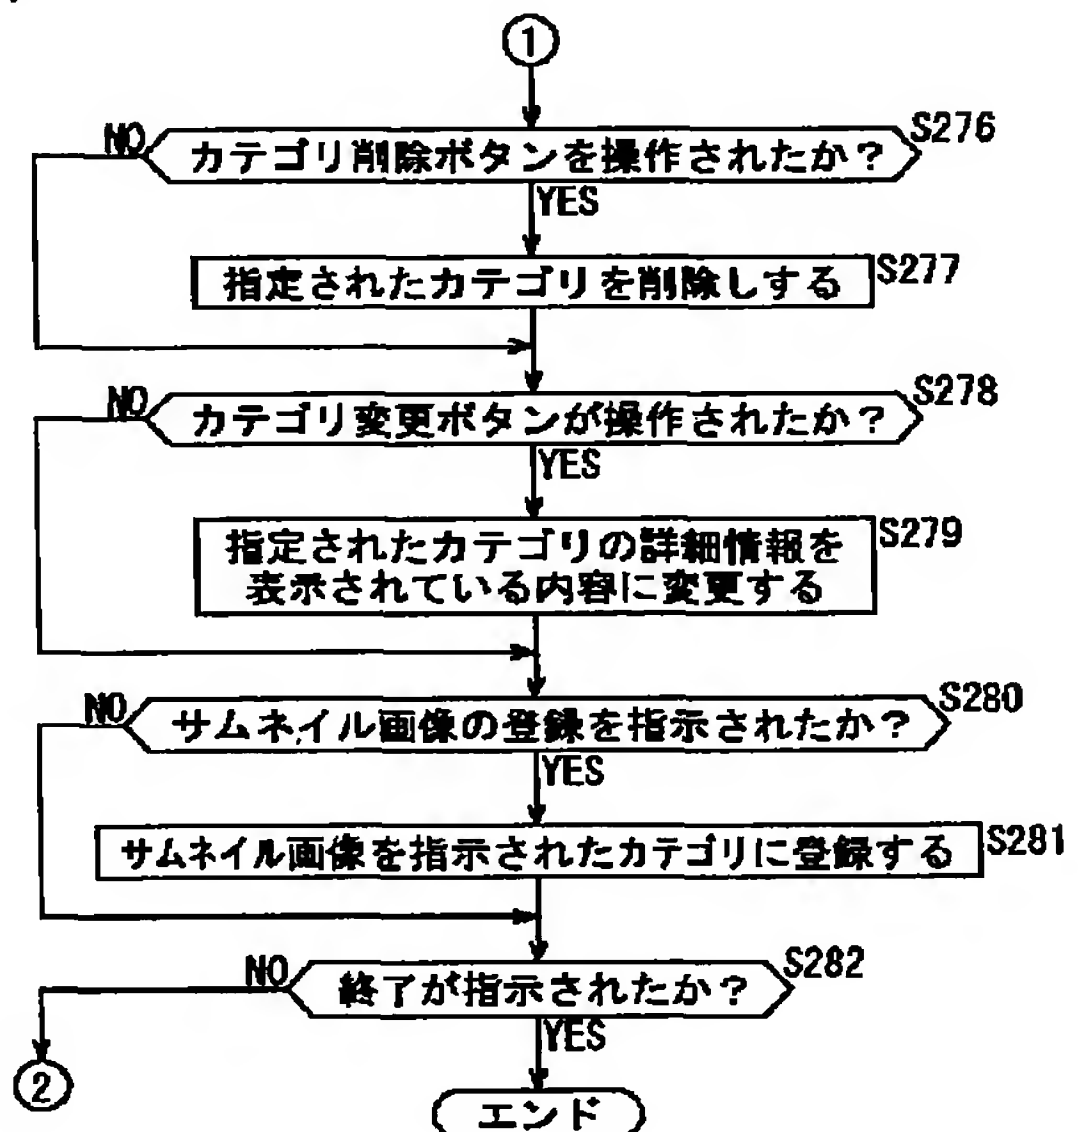 ①
NO
カテゴリ削除ボタンを操作されたか？
S276
YES
指定されたカテゴリを削除しする
S277
NO
カテゴリ変更ボタンが操作されたか？
S278
YES
指定されたカテゴリの詳細情報を
表示されている内容に変更する
S279
NO
サムネイル画像の登録を指示されたか？
S280
YES
サムネイル画像を指示されたカテゴリに登録する
S281
NO
終了が指示されたか？
S282
YES
②
エンド